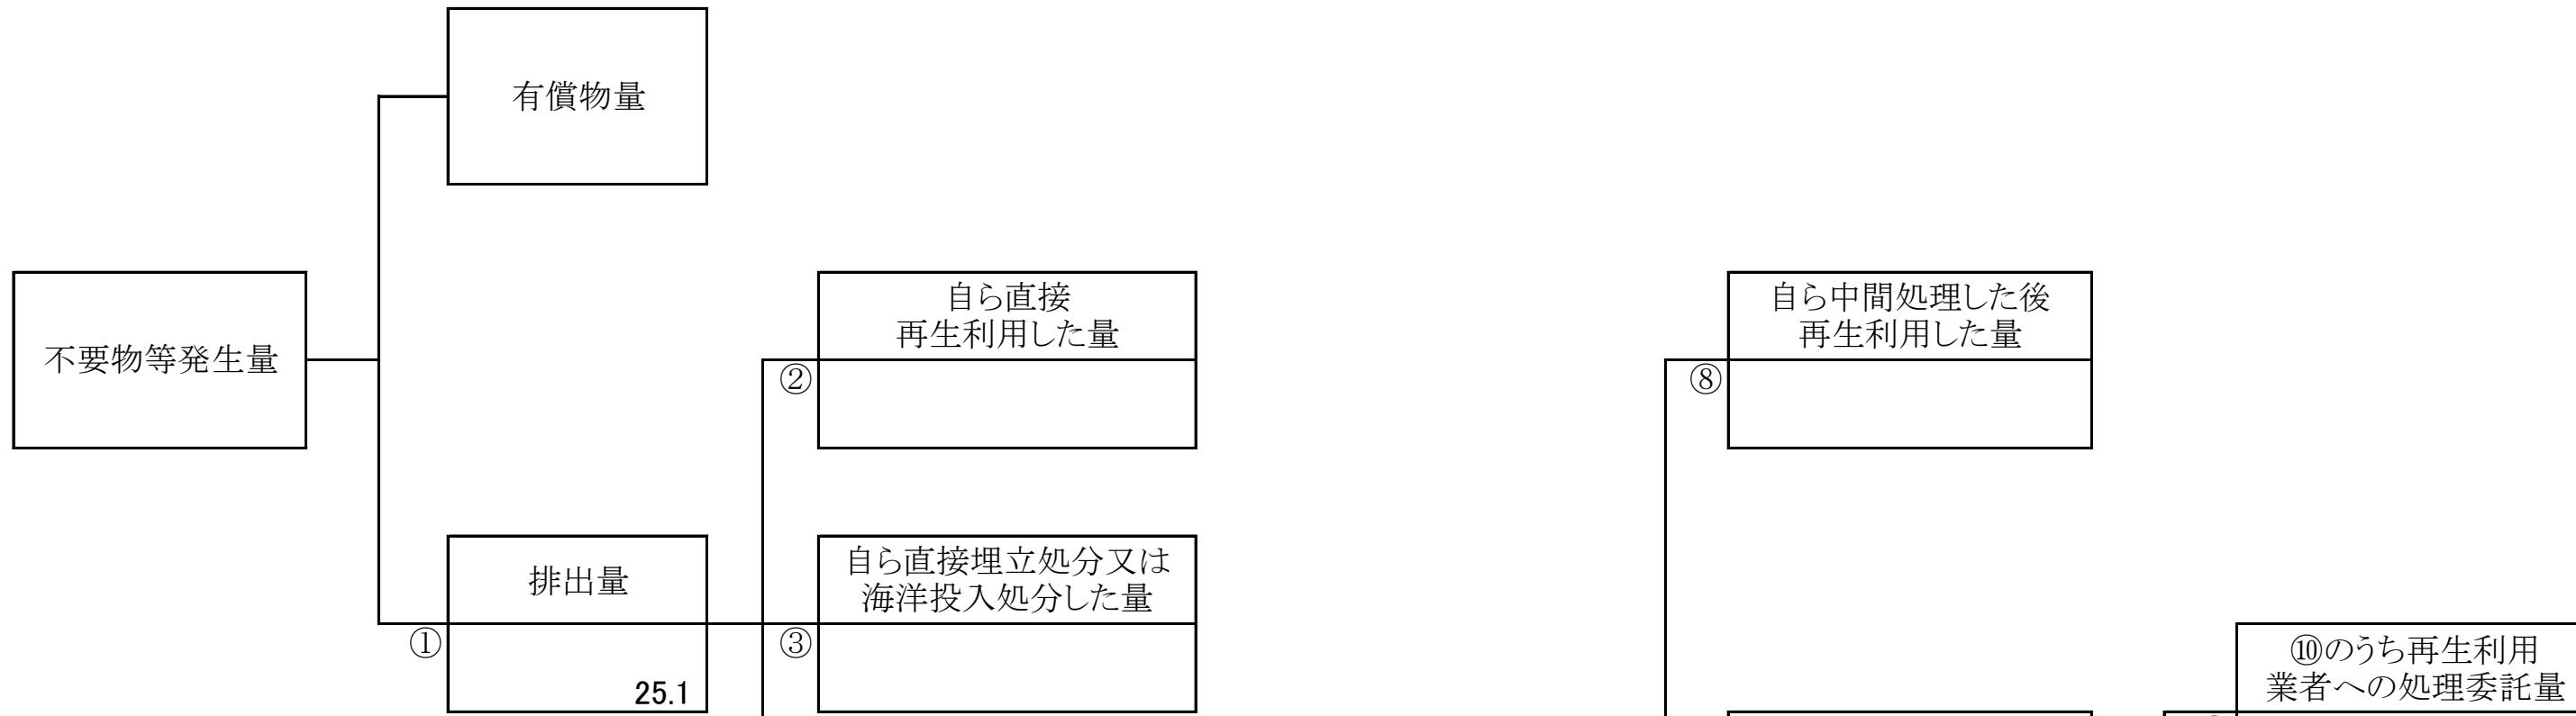 有償物量
自ら直接
再生利用した量
自ら中間処理した後
再生利用した量
不要物等発生量
②
⑧
自ら直接埋立処分又は
海洋投入処分した量
排出量
①
③
⑩のうち再生利用
業者への処理委託量
25.1